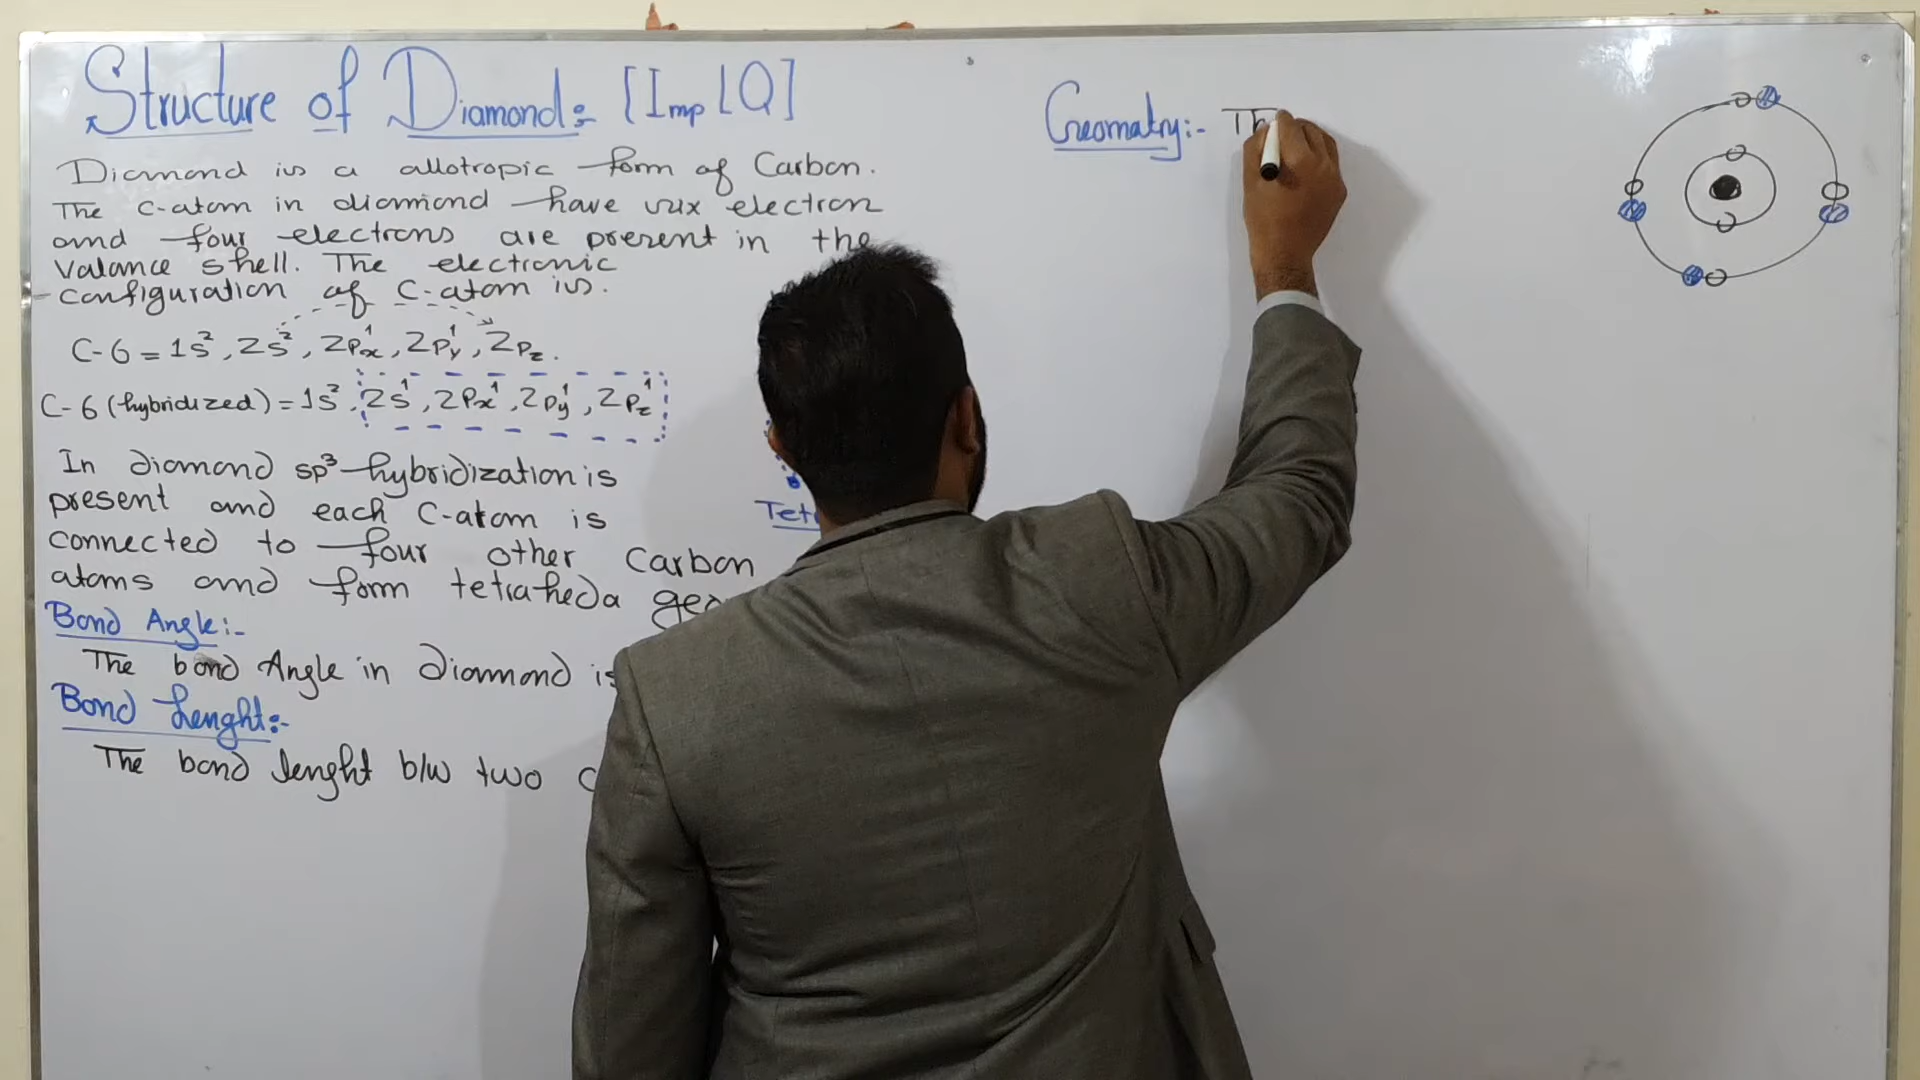 Structure of Diamond:- [Imp LQ]
Diamond is a allotropic form of Carbon.
The C-atom in diamond have six electron
and four electrons are present in the
Valance shell. The electronic
configuration of C-atom is.
C-6 = 1s², 2s², 2Px¹, 2Py¹, 2Pz.
C-6 (hybridized) = 1s², 2s¹, 2Px¹, 2Py¹, 2Pz¹
In diamond sp³-hybridization is
present and each C-atom is
connected to four other Carbon
atoms and form tetraheda geo
Bond Angle:-
The bond Angle in diamond is
Bond Lenght:-
The bond lenght b/w two C
Tet
Geomatry:- Th